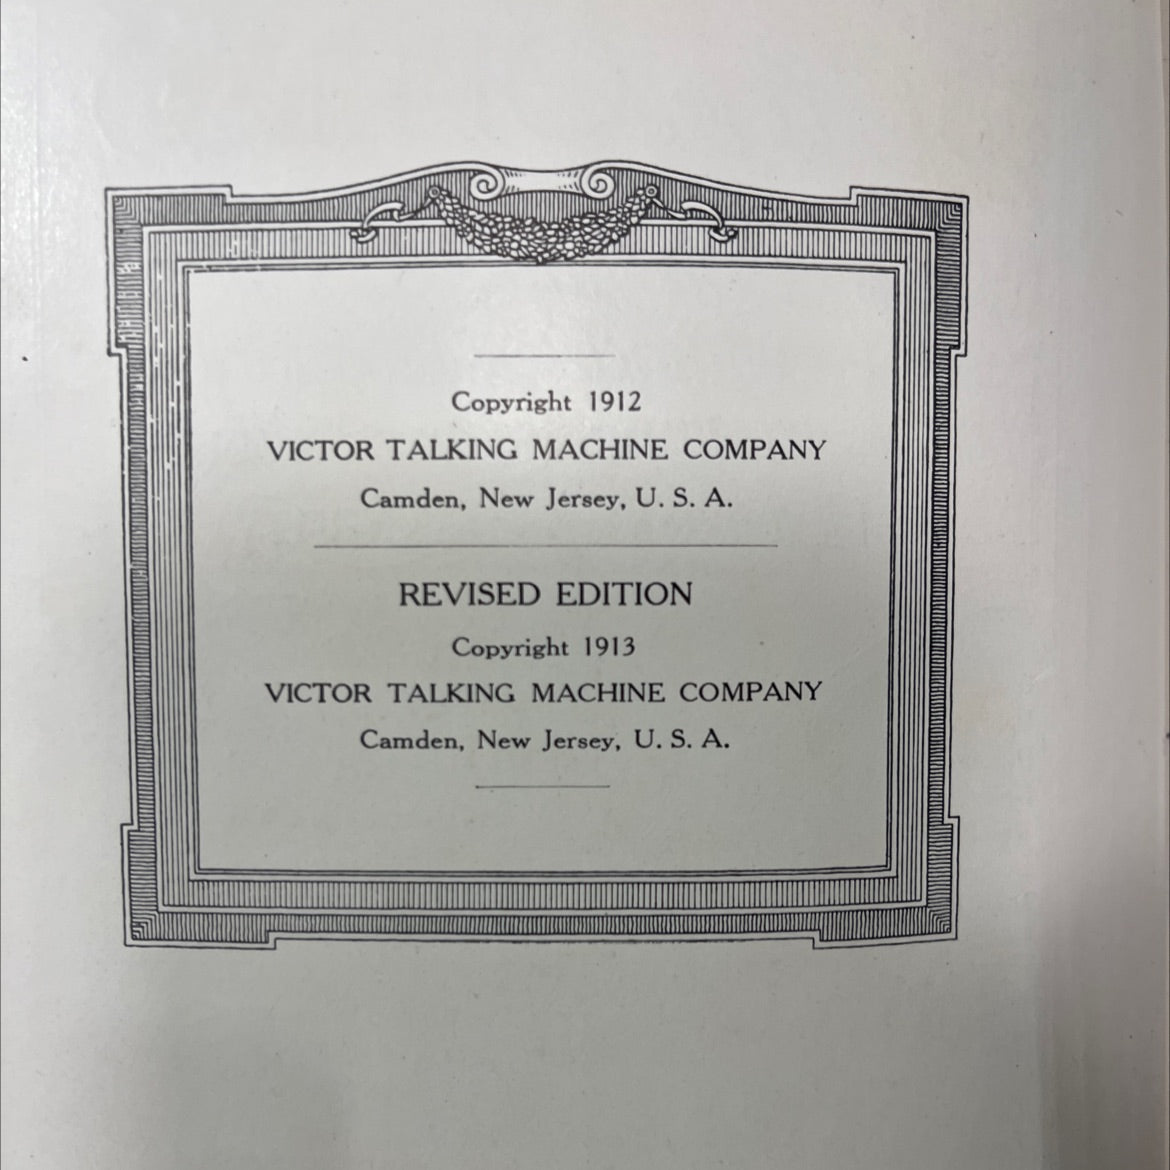 Copyright 1912
VICTOR TALKING MACHINE COMPANY
Camden, New Jersey, U. S. A.
REVISED EDITION
Copyright 1913
VICTOR TALKING MACHINE COMPANY
Camden, New Jersey, U. S. A.